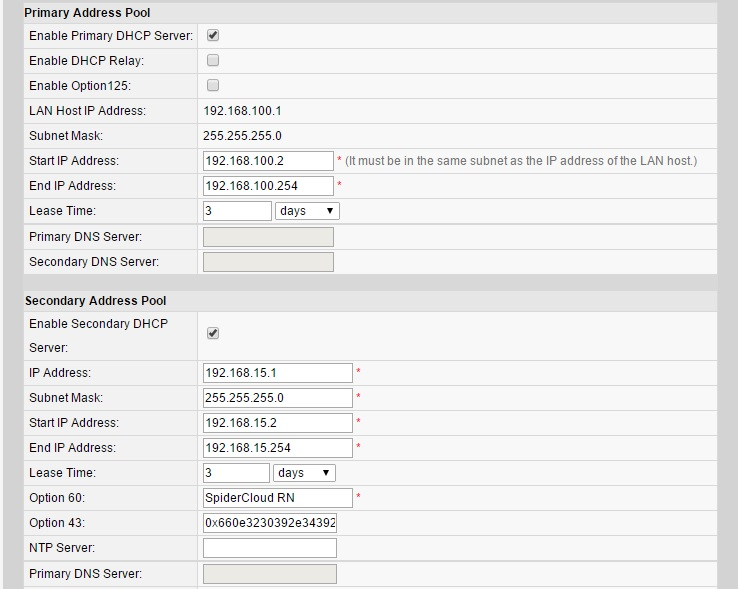 Primary Address Pool
Enable Primary DHCP Server:
Enable DHCP Relay:
Enable Option125:
LAN Host IP Address: 192.168.100.1
Subnet Mask: 255.255.255.0
Start IP Address: 192.168.100.2 * (It must be in the same subnet as the IP address of the LAN host.)
End IP Address: 192.168.100.254 *
Lease Time: 3 days
Primary DNS Server:
Secondary DNS Server:
Secondary Address Pool
Enable Secondary DHCP
Server:
IP Address: 192.168.15.1 *
Subnet Mask: 255.255.255.0 *
Start IP Address: 192.168.15.2 *
End IP Address: 192.168.15.254 *
Lease Time: 3 days
Option 60: SpiderCloud RN *
Option 43: 0x660e3230392e34392
NTP Server:
Primary DNS Server: